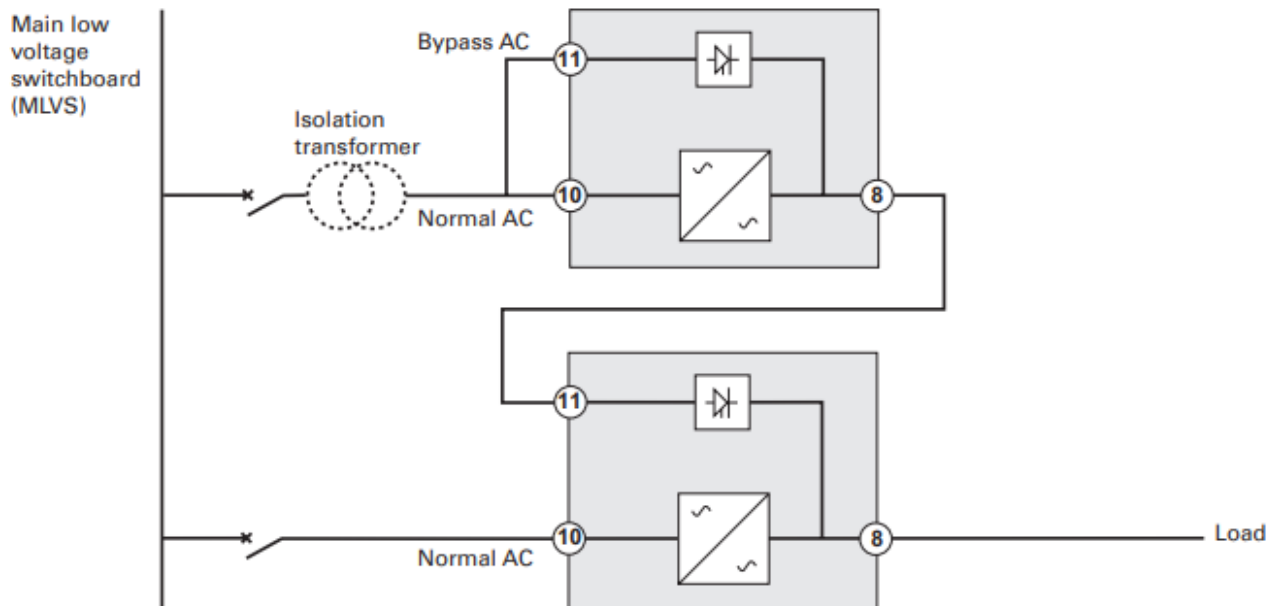 Main low
voltage
switchboard
(MLVS)
Bypass AC
11
Isolation
transformer
10
8
Normal AC
11
10
8
Load
Normal AC